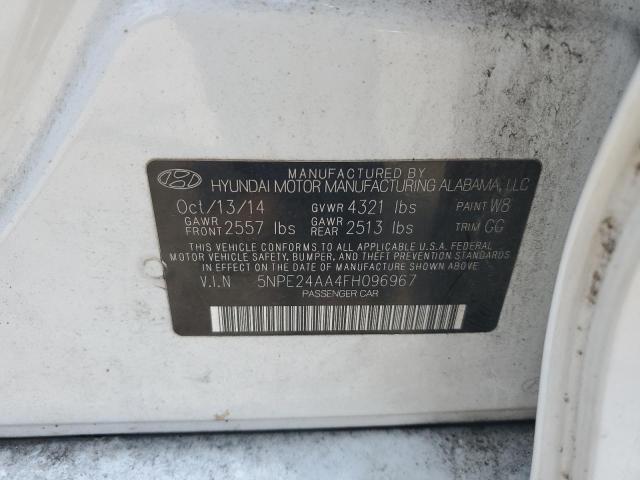 MANUFACTURED BY
HYUNDAI MOTOR MANUFACTURING ALABAMA, LLC
Oct/13/14 GVWR 4321 lbs PAINT W8
GAWR FRONT 2557 lbs GAWR REAR 2513 lbs TRIM GG
THIS VEHICLE CONFORMS TO ALL APPLICABLE U.S.A. FEDERAL
MOTOR VEHICLE SAFETY, BUMPER, AND THEFT PREVENTION STANDARDS
IN EFFECT ON THE DATE OF MANUFACTURE SHOWN ABOVE.
V.I.N 5NPE24AA4FH096967
PASSENGER CAR